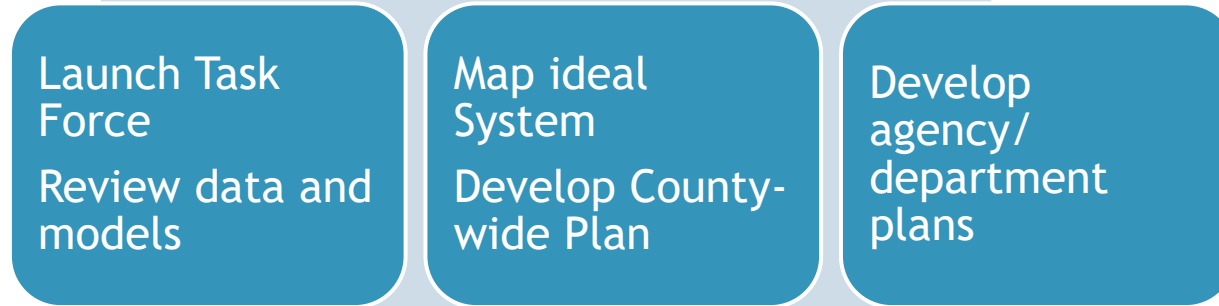 Launch Task
Force
Review data and
models
Map ideal
System
Develop County-
wide Plan
Develop
agency/
department
plans